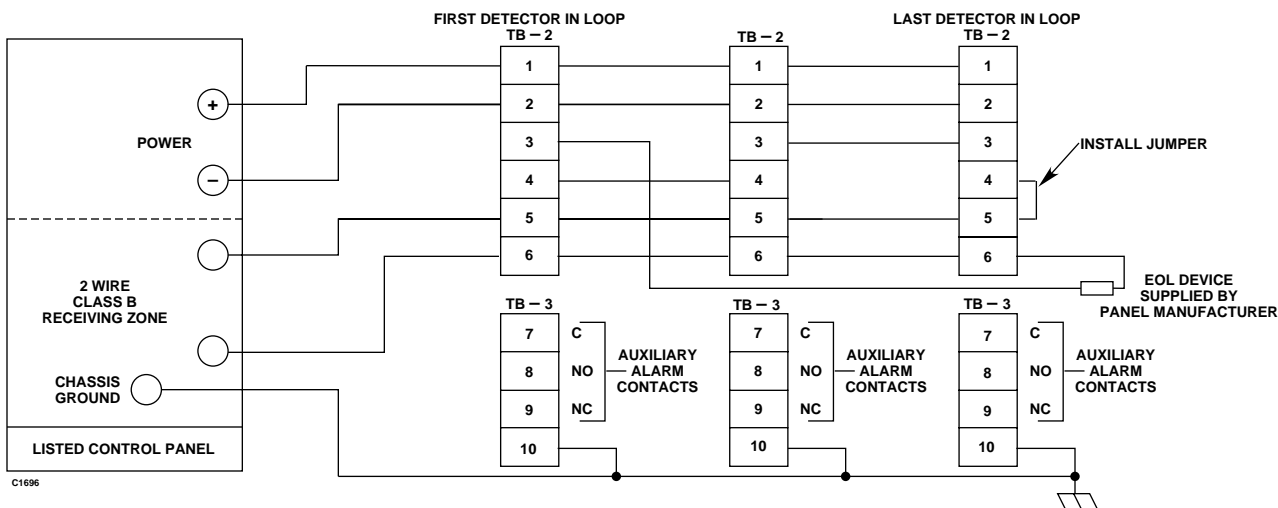 FIRST DETECTOR IN LOOP
TB – 2
TB – 2
LAST DETECTOR IN LOOP
TB – 2
1
2
3
4
5
6
1
2
3
4
5
6
1
2
3
4
5
6
+
POWER
–
2 WIRE
CLASS B
RECEIVING ZONE
CHASSIS
GROUND
LISTED CONTROL PANEL
C1696
INSTALL JUMPER
EOL DEVICE
SUPPLIED BY
PANEL MANUFACTURER
TB – 3
7
8
9
10
C
NO
NC
AUXILIARY
ALARM
CONTACTS
TB – 3
7
8
9
10
C
NO
NC
AUXILIARY
ALARM
CONTACTS
TB – 3
7
8
9
10
C
NO
NC
AUXILIARY
ALARM
CONTACTS